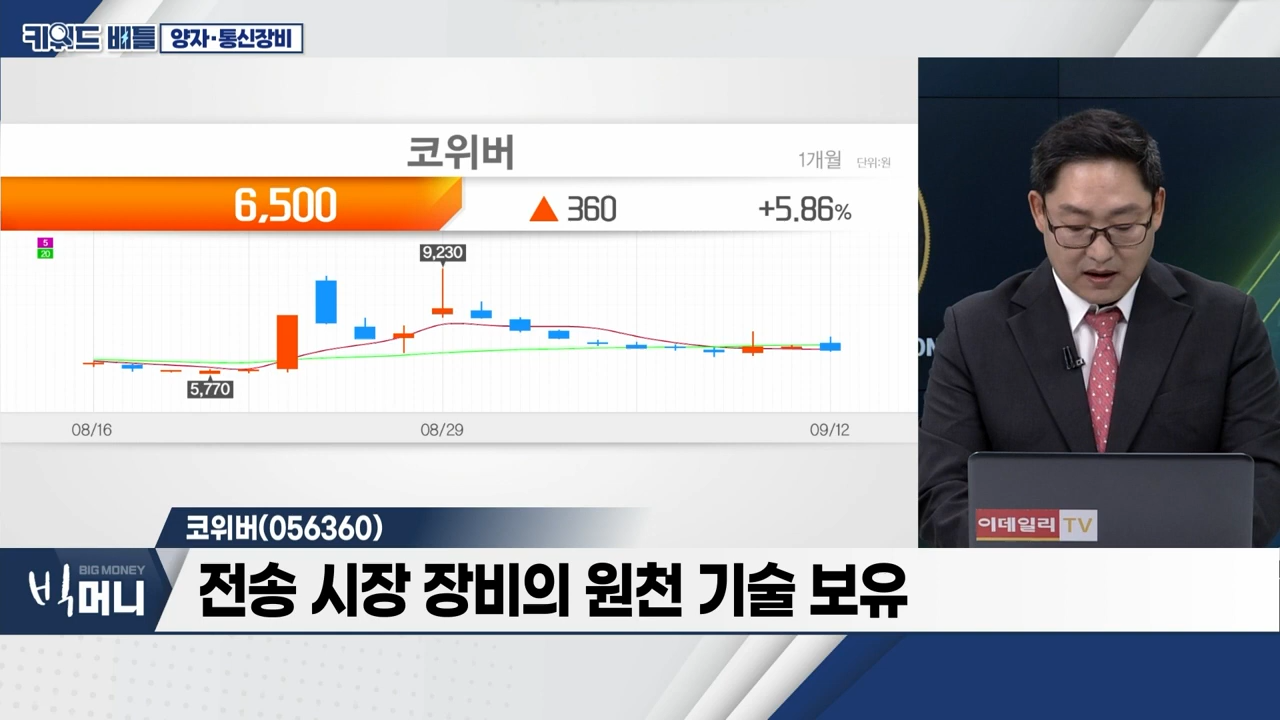 키워드 배틀 양자·통신장비
코위버
1개월 단위:원
6,500 ▲ 360 +5.86%
5
20
9,230
5,770
08/16 08/29 09/12
ON
이데일리 TV
코위버(056360)
BIG MONEY
빅머니
전송 시장 장비의 원천 기술 보유